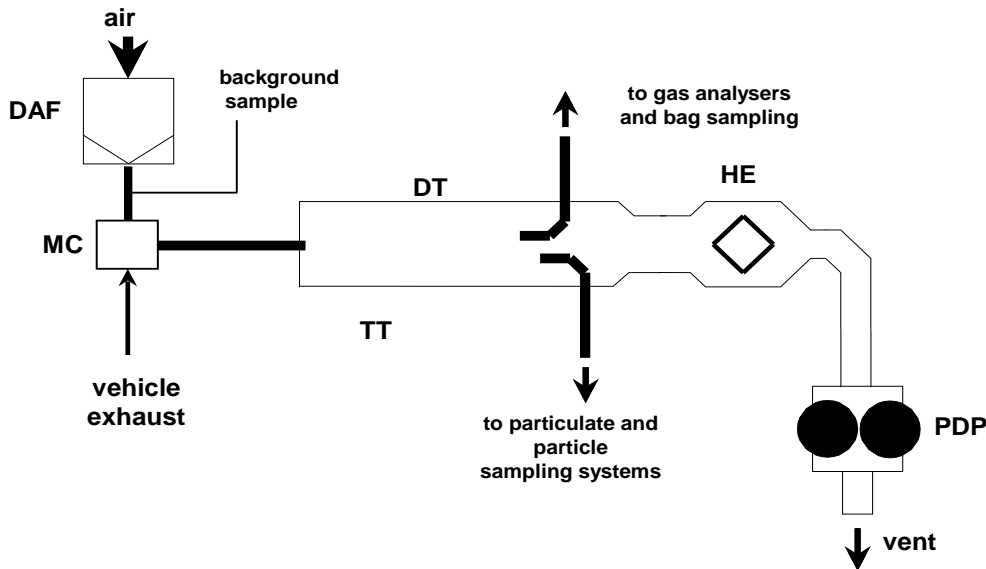 air
DAF
background
sample
to gas analysers
and bag sampling
DT
HE
MC
TT
vehicle
exhaust
to particulate and
particle
sampling systems
PDP
vent